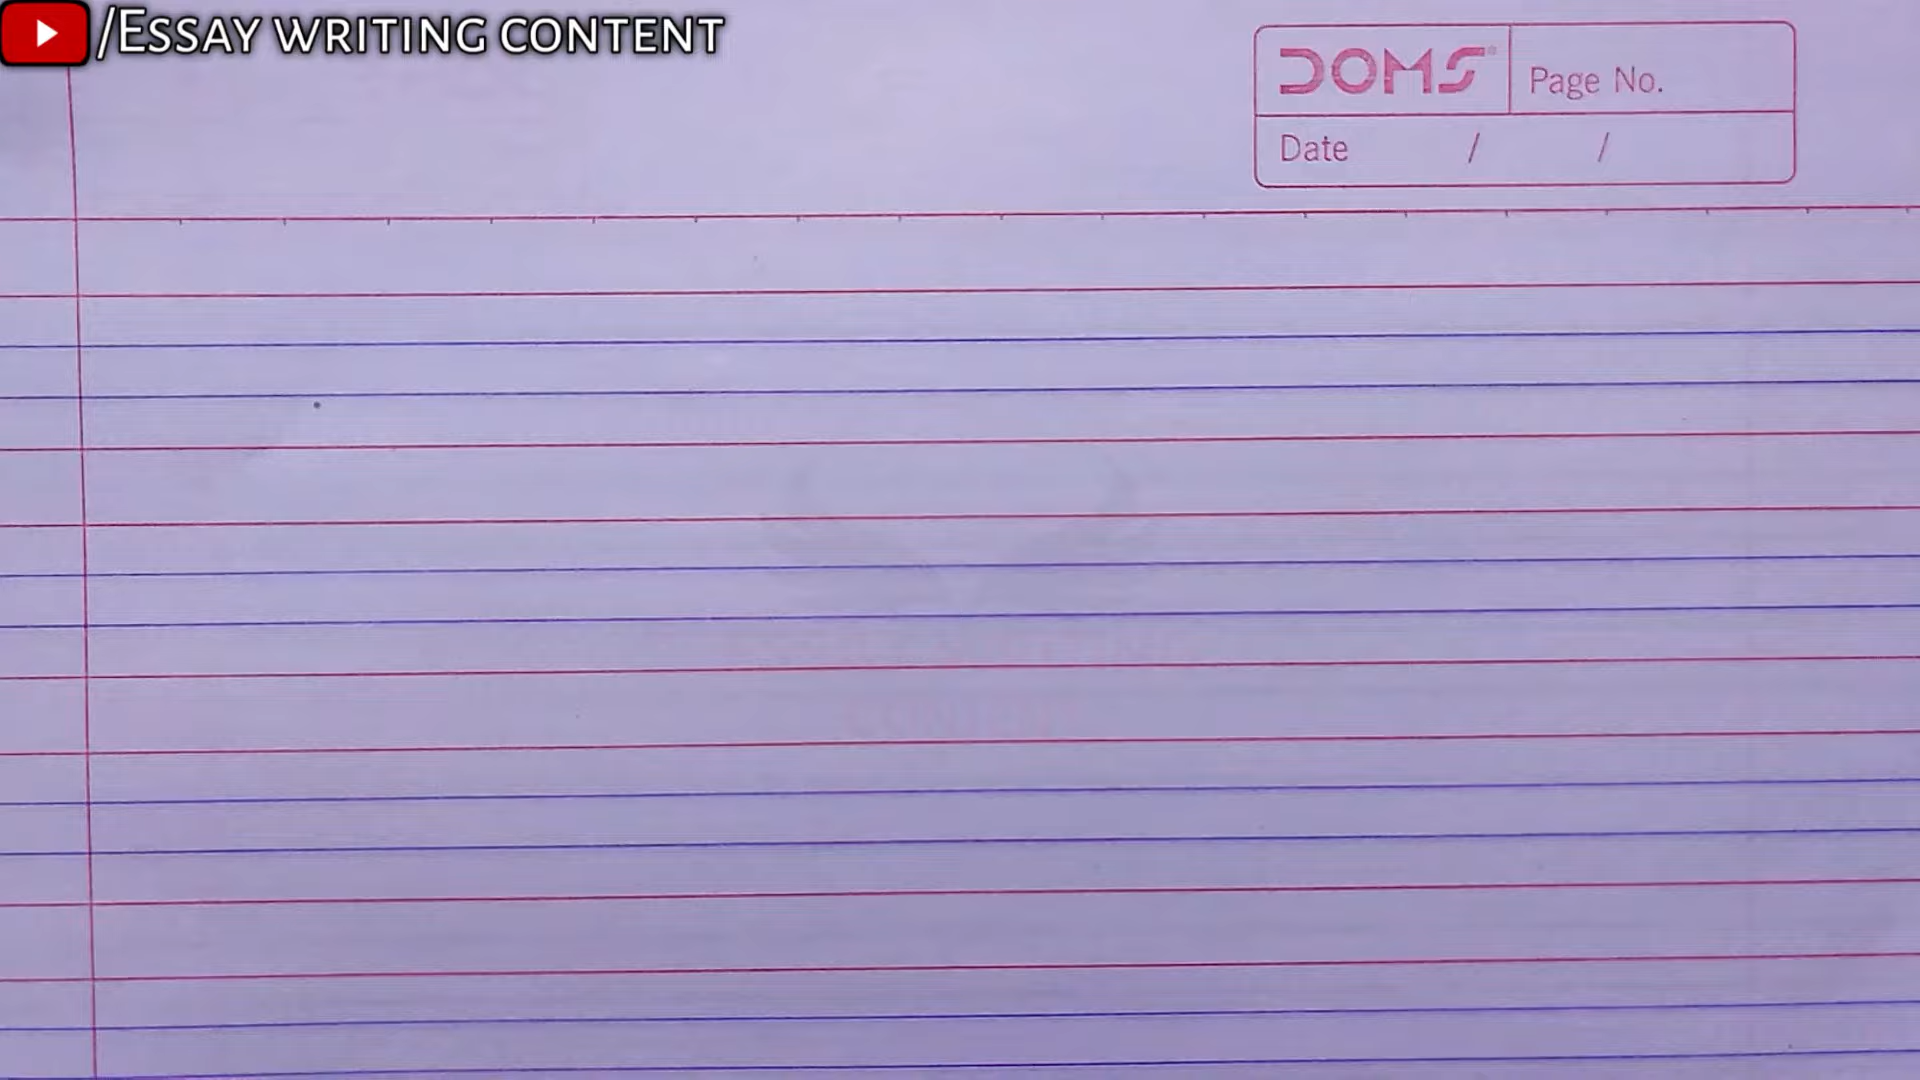 /Essay writing content
DOMS
Page No.
Date / /